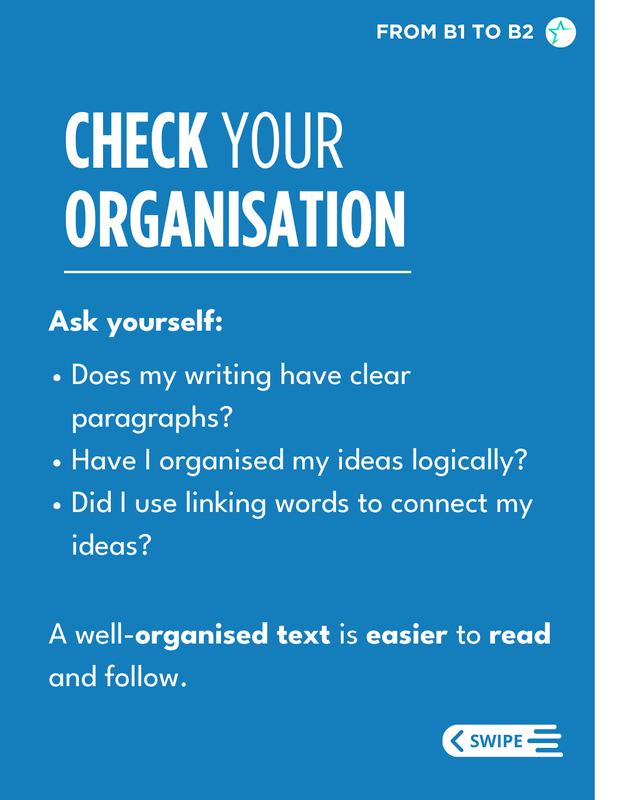 FROM B1 TO B2
CHECK YOUR
ORGANISATION
Ask yourself:
• Does my writing have clear
paragraphs?
• Have I organised my ideas logically?
• Did I use linking words to connect my
ideas?
A well-organised text is easier to read
and follow.
SWIPE